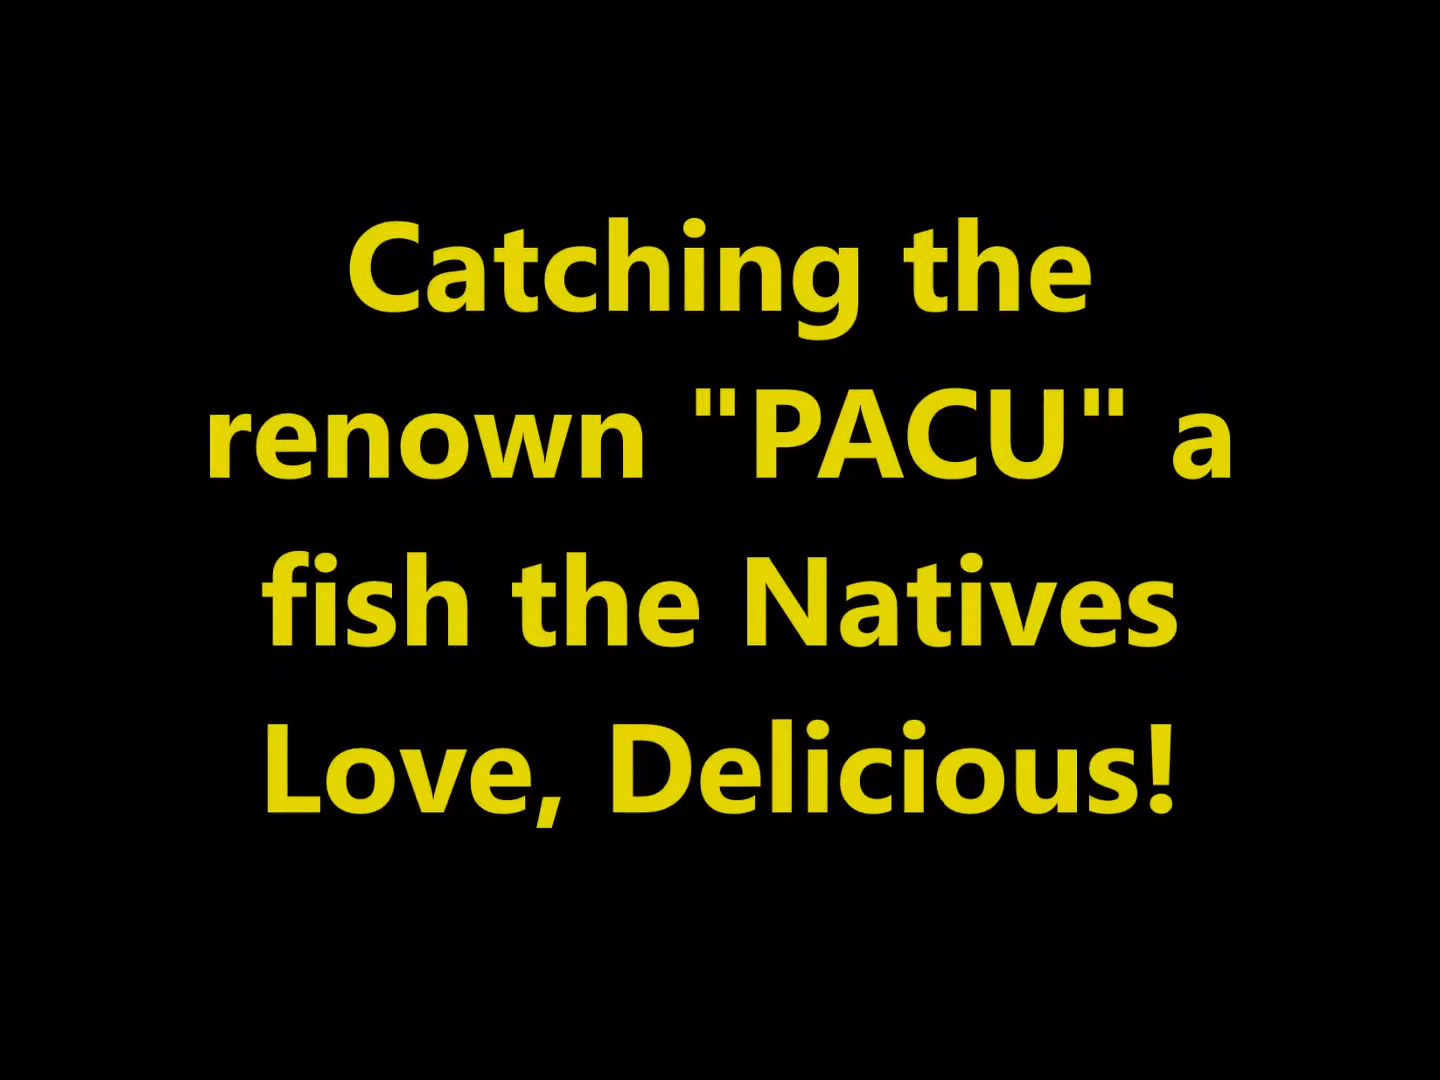 Catching the
renown "PACU" a
fish the Natives
Love, Delicious!